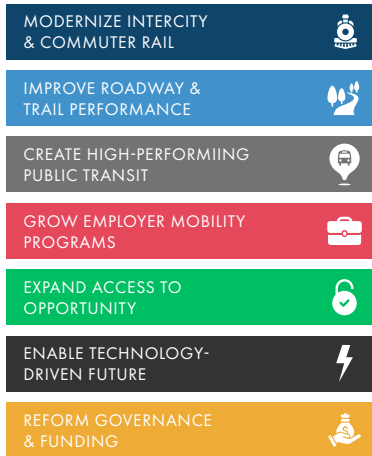 MODERNIZE INTERCITY
& COMMUTER RAIL
IMPROVE ROADWAY &
TRAIL PERFORMANCE
CREATE HIGH-PERFORMIING
PUBLIC TRANSIT
GROW EMPLOYER MOBILITY
PROGRAMS
EXPAND ACCESS TO
OPPORTUNITY
ENABLE TECHNOLOGY-
DRIVEN FUTURE
REFORM GOVERNANCE
& FUNDING
$